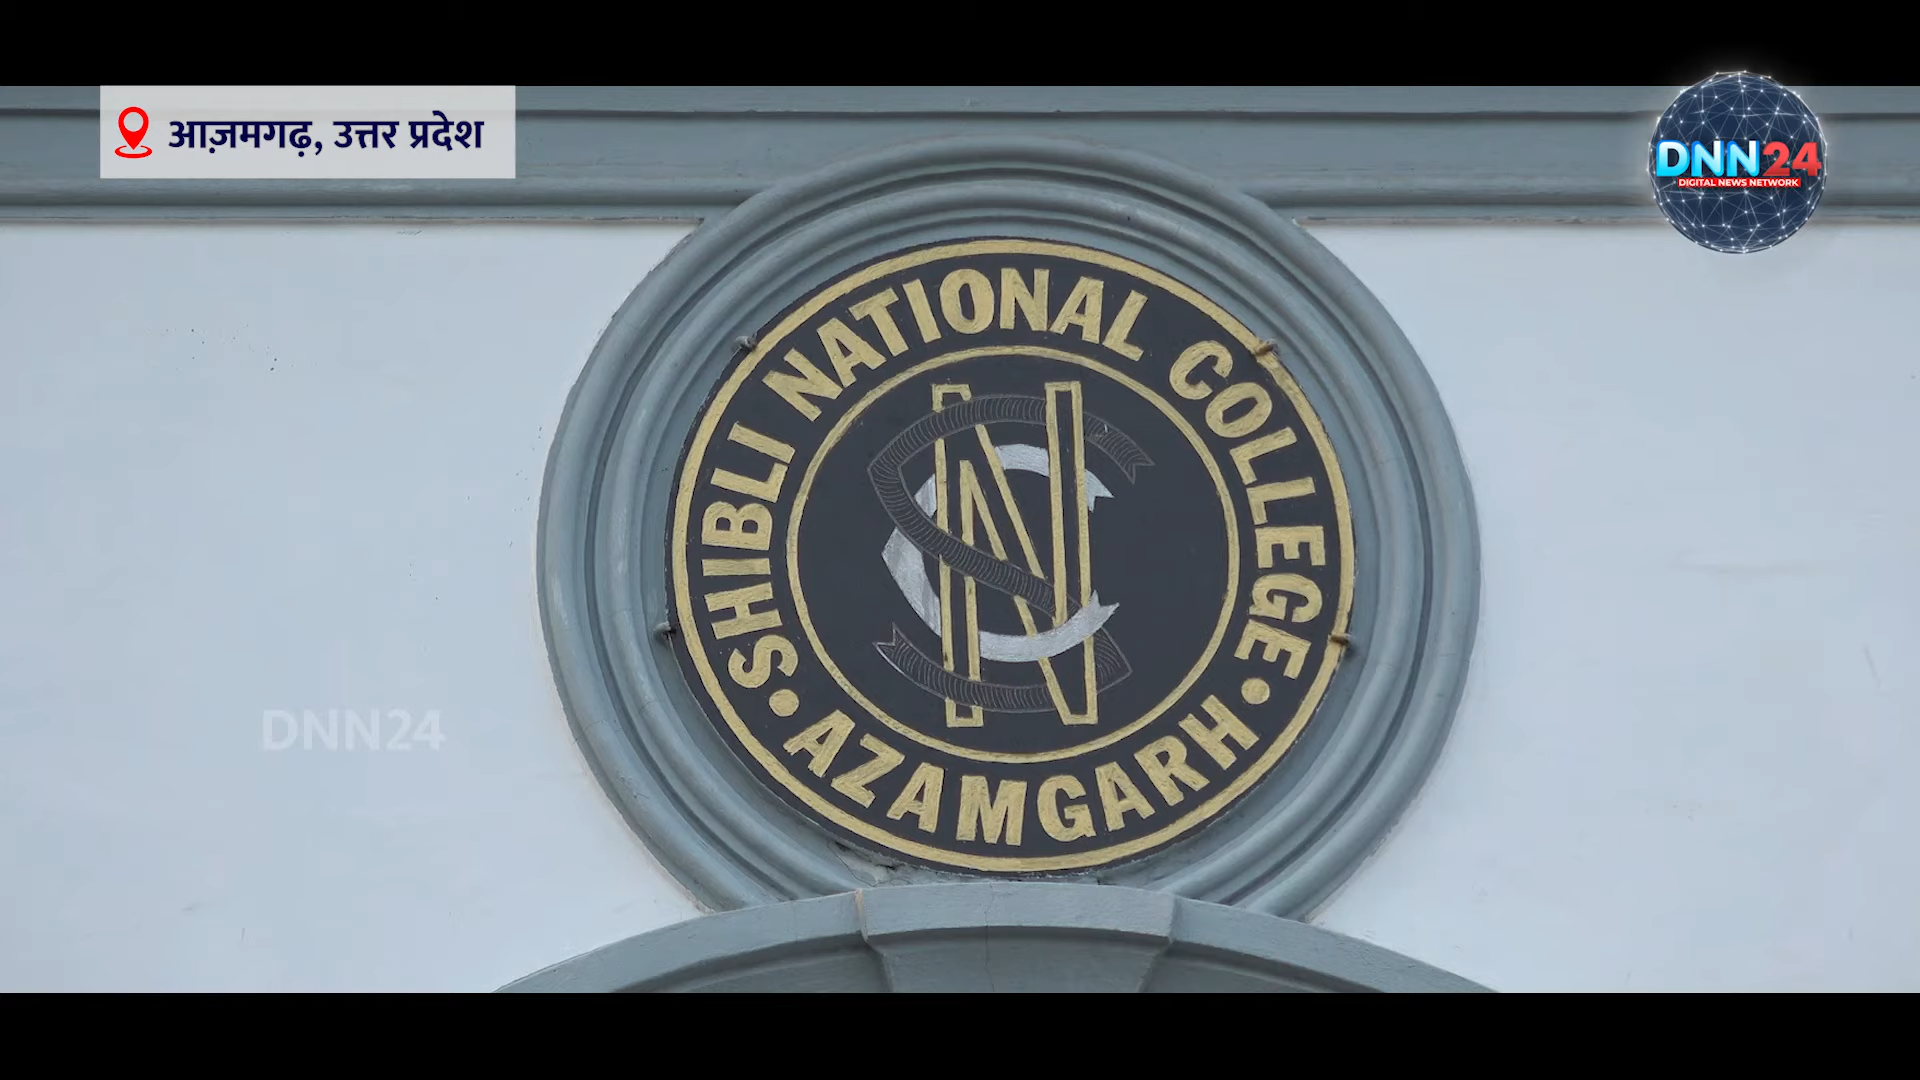 आज़मगढ़, उत्तर प्रदेश
DNN24
DIGITAL NEWS NETWORK
SHIBLI NATIONAL COLLEGE
• AZAMGARH •
SNC
DNN24